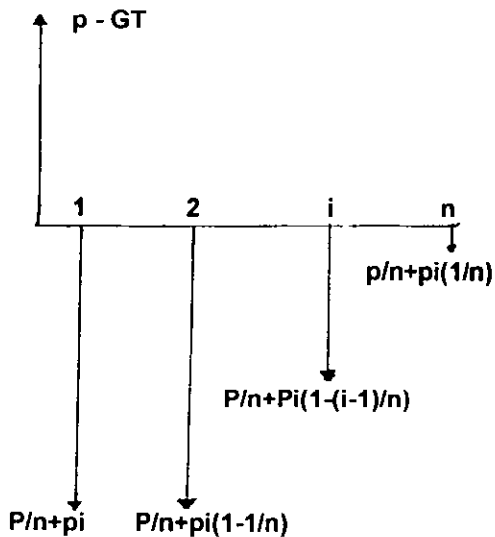 p - GT
1 2 i n
p/n+pi(1/n)
P/n+Pi(1-(i-1)/n)
P/n+pi P/n+pi(1-1/n)